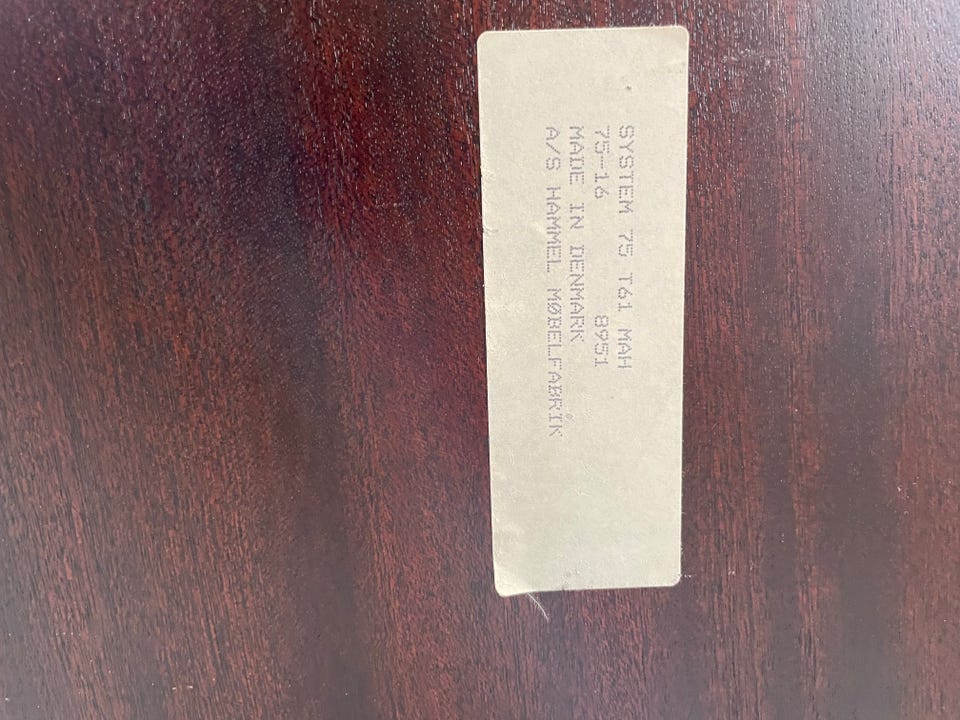 SYSTEM 75 T61 MAH
75-16 8951
MADE IN DENMARK
A/S HAMMEL MØBELFABRIK